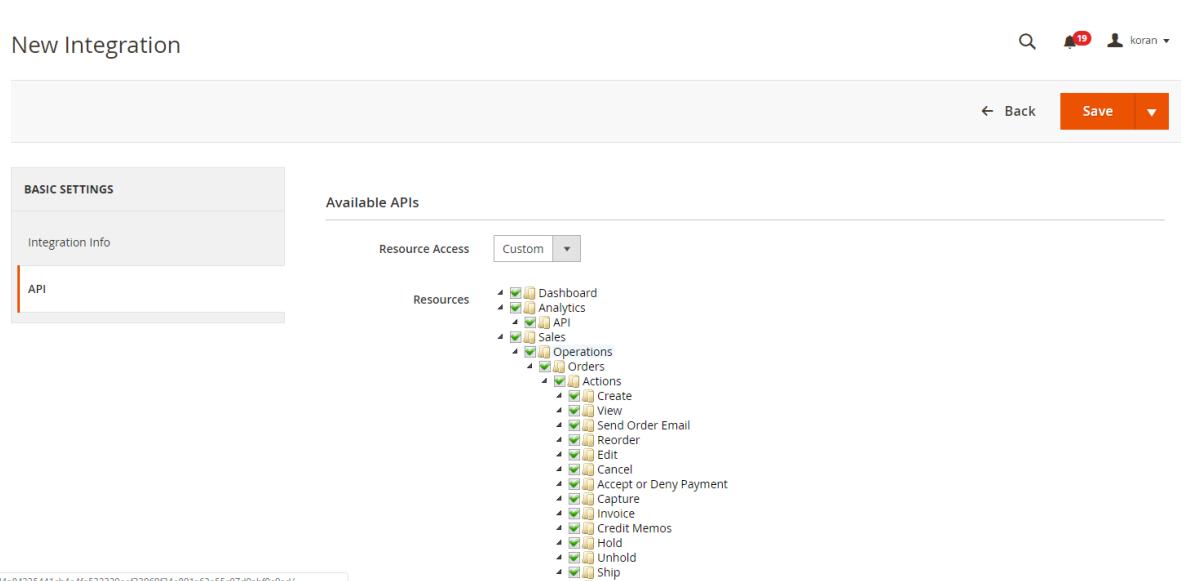 New Integration
19
koran
← Back
Save
BASIC SETTINGS
Integration Info
API
Available APIs
Resource Access
Custom
Resources
Dashboard
Analytics
API
Sales
Operations
Orders
Actions
Create
View
Send Order Email
Reorder
Edit
Cancel
Accept or Deny Payment
Capture
Invoice
Credit Memos
Hold
Unhold
Ship